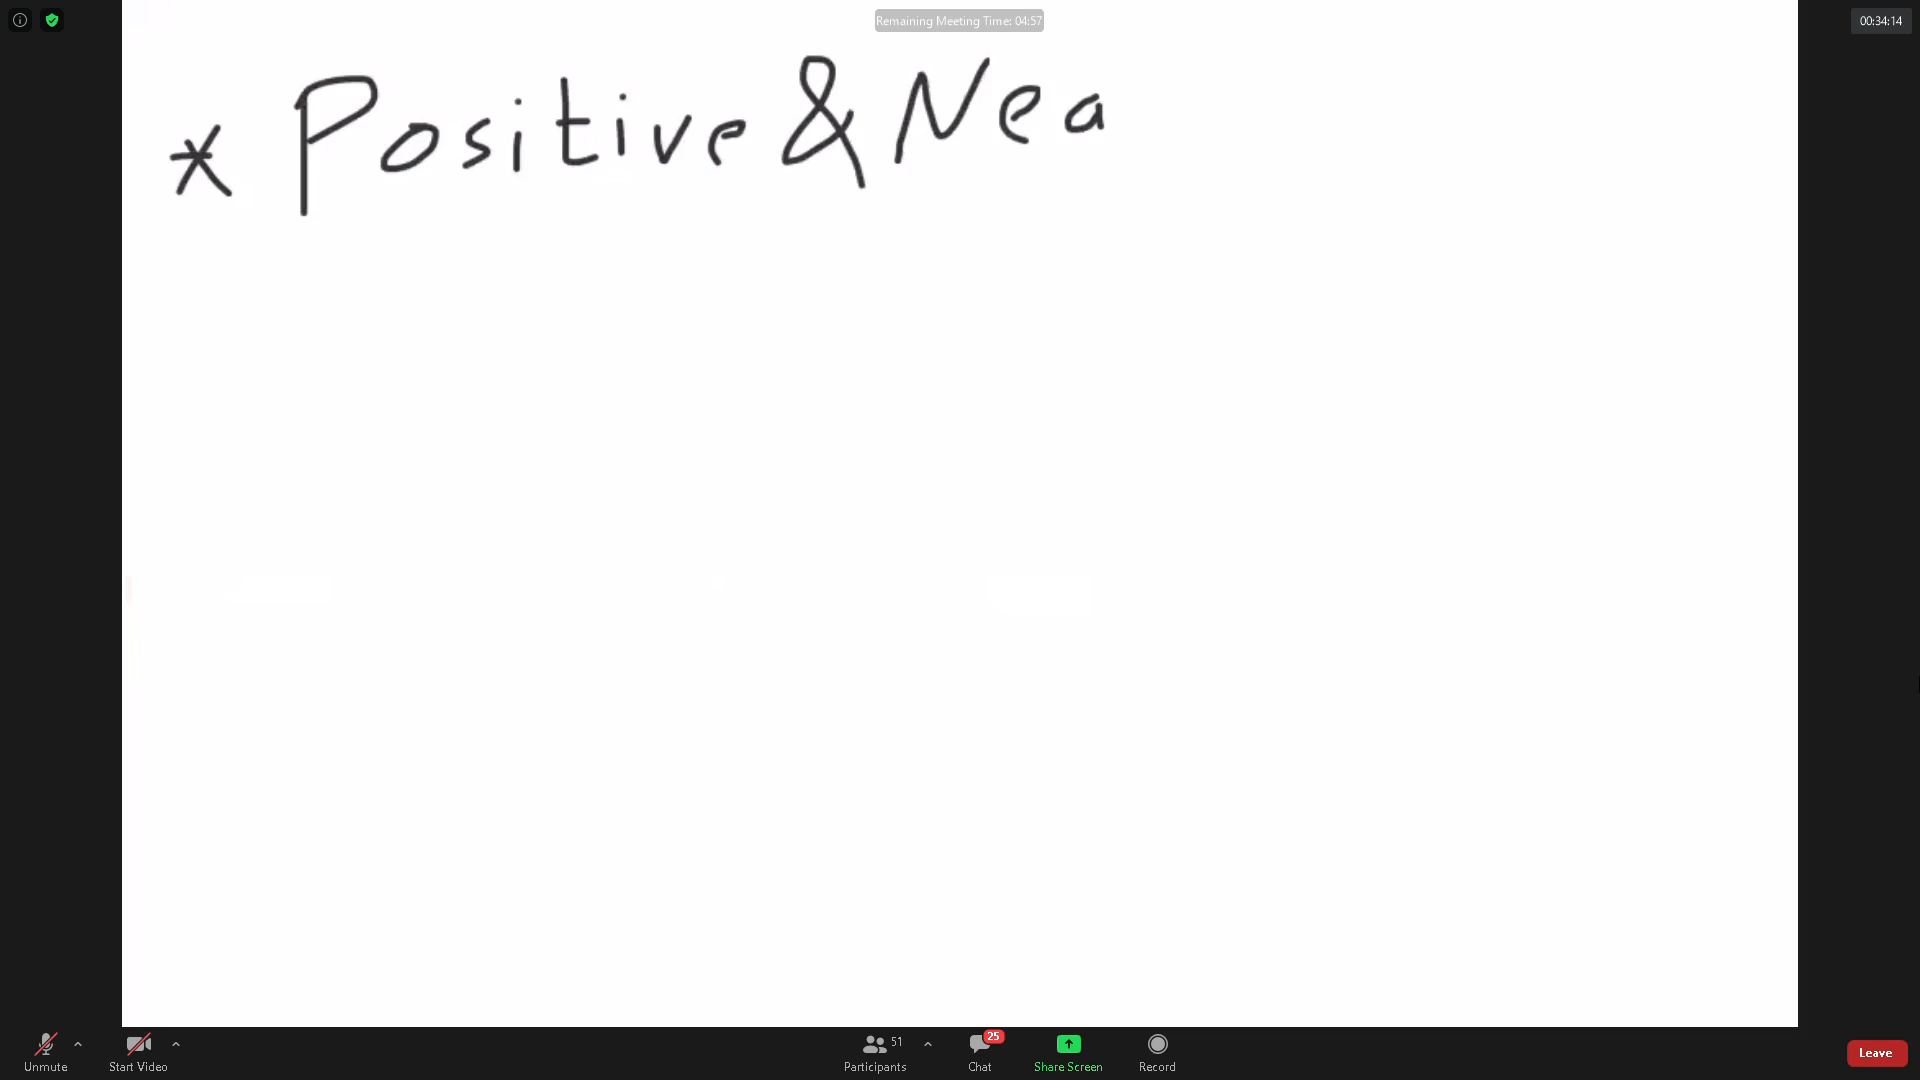 Remaining Meeting Time: 04:57
00:34:14
* Positive & Nea
Unmute
Start Video
51
Participants
25
Chat
Share Screen
Record
Leave